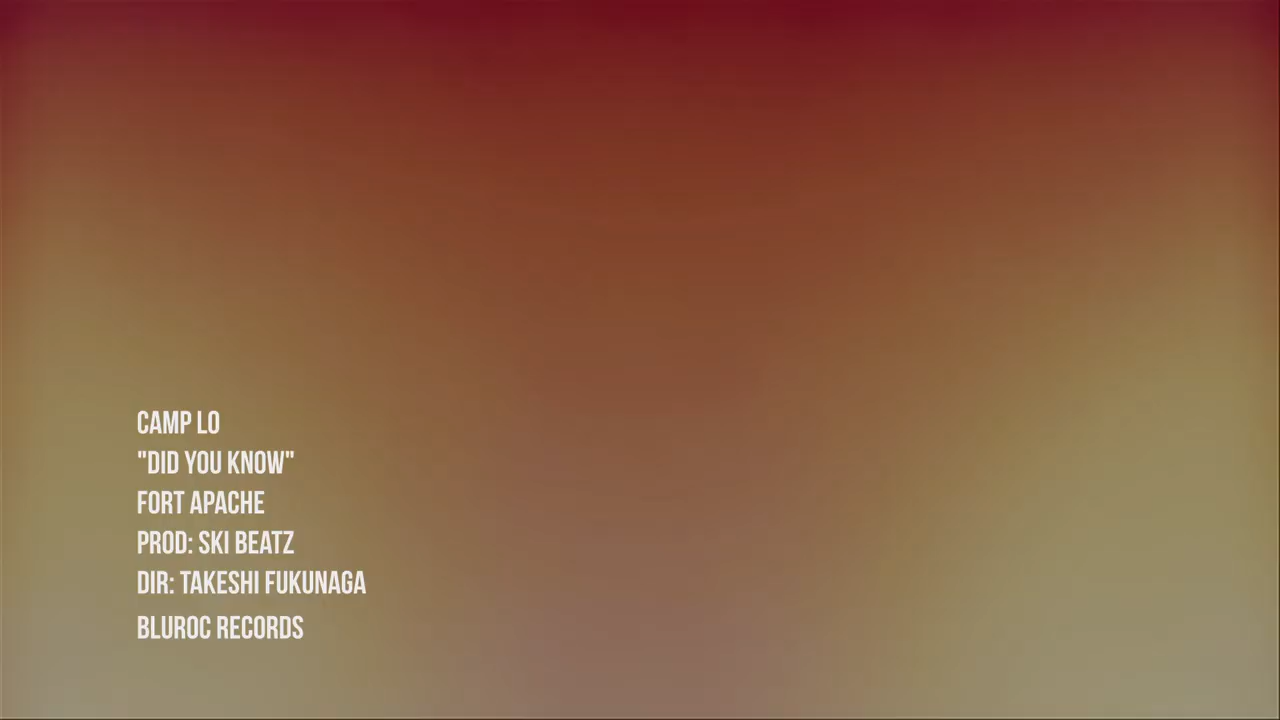 CAMP LO
"DID YOU KNOW"
FORT APACHE
PROD: SKI BEATZ
DIR: TAKESHI FUKUNAGA
BLUROC RECORDS